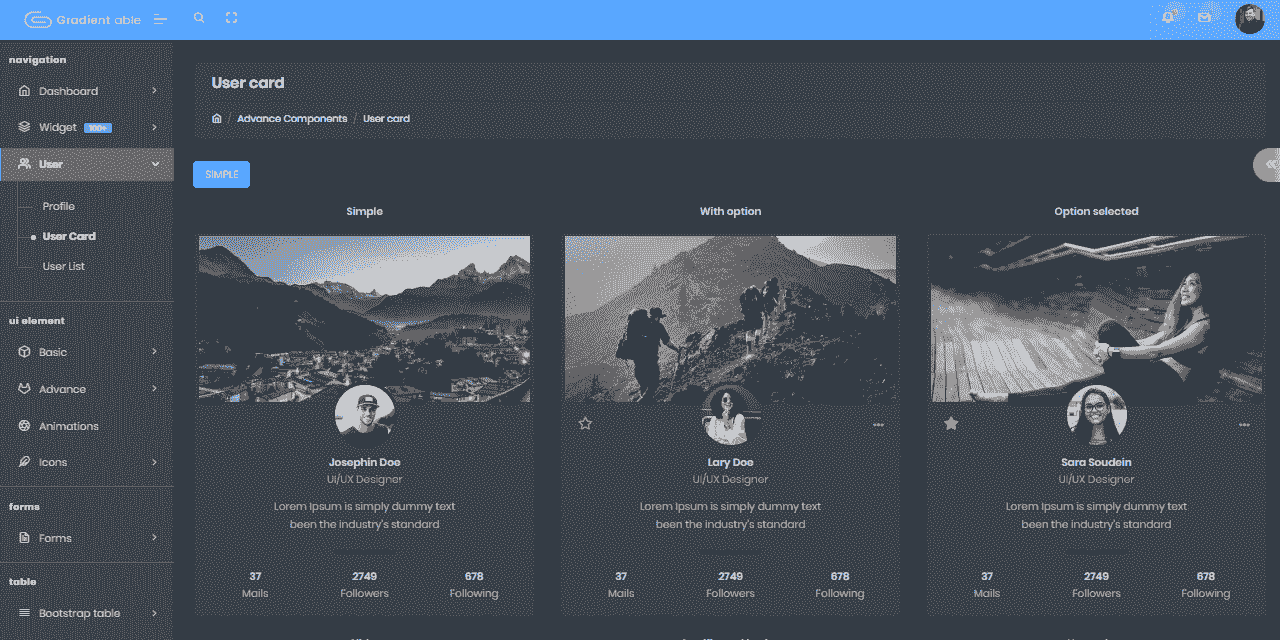 Gradient able
navigation
Dashboard
Widget 100+
User
Profile
User Card
User List
ui element
Basic
Advance
Animations
Icons
forms
Forms
table
Bootstrap table
User card
/ Advance Components / User card
SIMPLE
Simple
With option
Option selected
Josephin Doe
UI/UX Designer
Lorem Ipsum is simply dummy text
been the industry's standard
37
2749
678
Mails
Followers
Following
Lary Doe
UI/UX Designer
Lorem Ipsum is simply dummy text
been the industry's standard
37
2749
678
Mails
Followers
Following
Sara Soudein
UI/UX Designer
Lorem Ipsum is simply dummy text
been the industry's standard
37
2749
678
Mails
Followers
Following